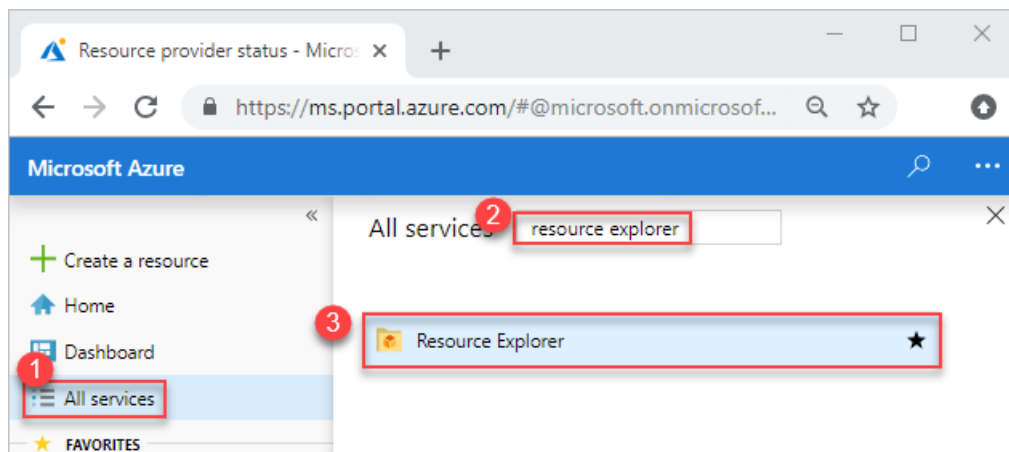 Resource provider status - Micro
https://ms.portal.azure.com/#@microsoft.onmicrosof...
Microsoft Azure
All services
2
resource explorer
Create a resource
Home
3
Resource Explorer
Dashboard
1
All services
FAVORITES